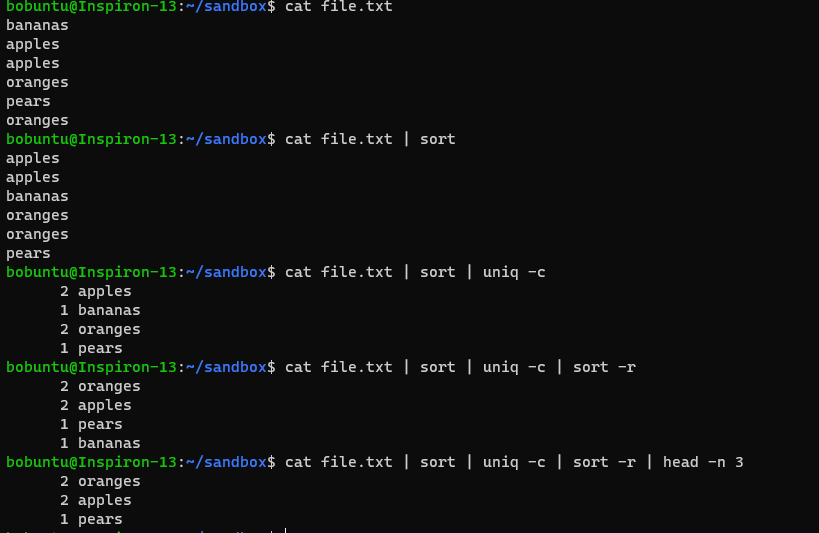 bobuntu@Inspiron-13:~/sandbox$ cat file.txt
bananas
apples
apples
oranges
pears
oranges
bobuntu@Inspiron-13:~/sandbox$ cat file.txt | sort
apples
apples
bananas
oranges
oranges
pears
bobuntu@Inspiron-13:~/sandbox$ cat file.txt | sort | uniq -c
      2 apples
      1 bananas
      2 oranges
      1 pears
bobuntu@Inspiron-13:~/sandbox$ cat file.txt | sort | uniq -c | sort -r
      2 oranges
      2 apples
      1 pears
      1 bananas
bobuntu@Inspiron-13:~/sandbox$ cat file.txt | sort | uniq -c | sort -r | head -n 3
      2 oranges
      2 apples
      1 pears